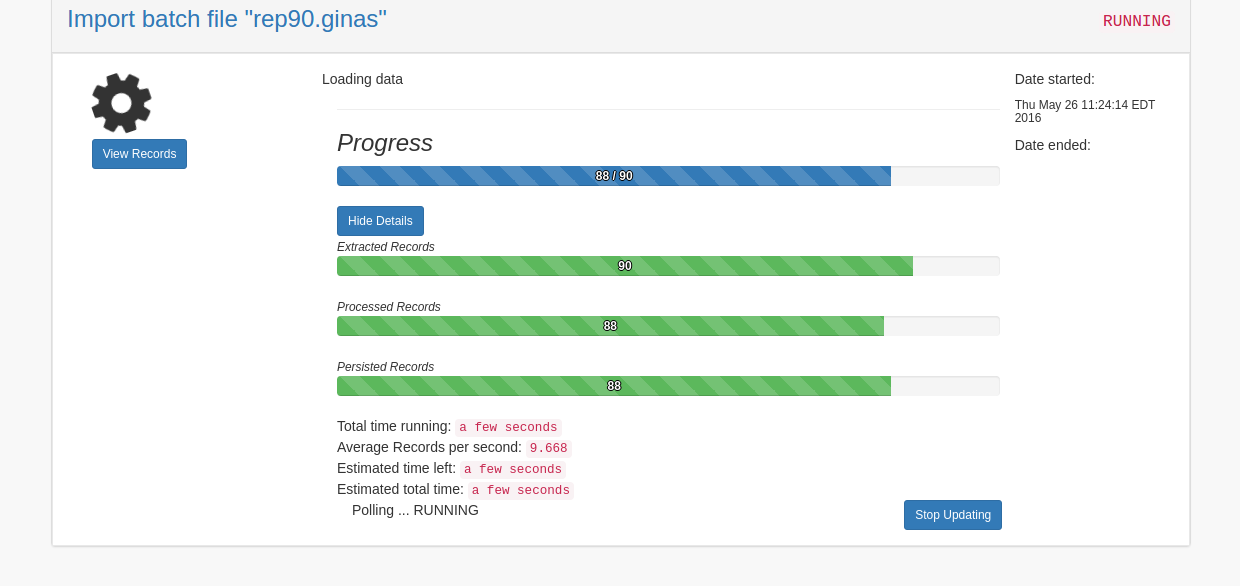 Import batch file "rep90.ginas"
RUNNING
View Records
Loading data
Progress
88 / 90
Hide Details
Extracted Records
90
Processed Records
88
Persisted Records
88
Total time running: a few seconds
Average Records per second: 9.668
Estimated time left: a few seconds
Estimated total time: a few seconds
Polling ... RUNNING
Stop Updating
Date started:
Thu May 26 11:24:14 EDT
2016
Date ended: